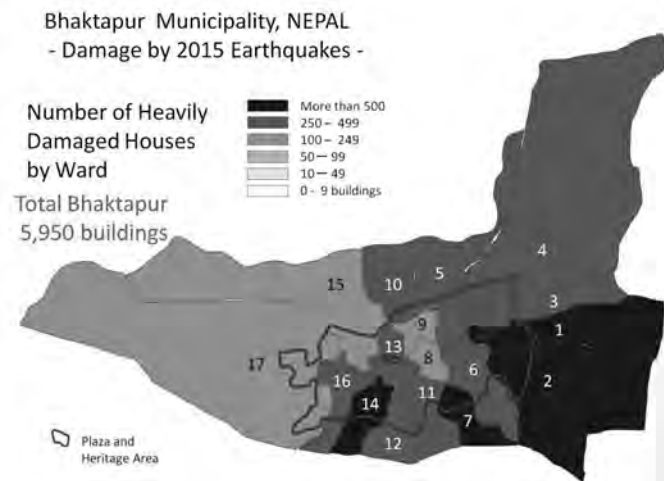 Bhaktapur Municipality, NEPAL
- Damage by 2015 Earthquakes -
Number of Heavily
Damaged Houses
by Ward
More than 500
250 – 499
100 – 249
50 – 99
10 – 49
0 - 9 buildings
Total Bhaktapur
5,950 buildings
4
5
10
15
3
1
9
13
8
17
6
2
16
11
14
7
12
Plaza and
Heritage Area